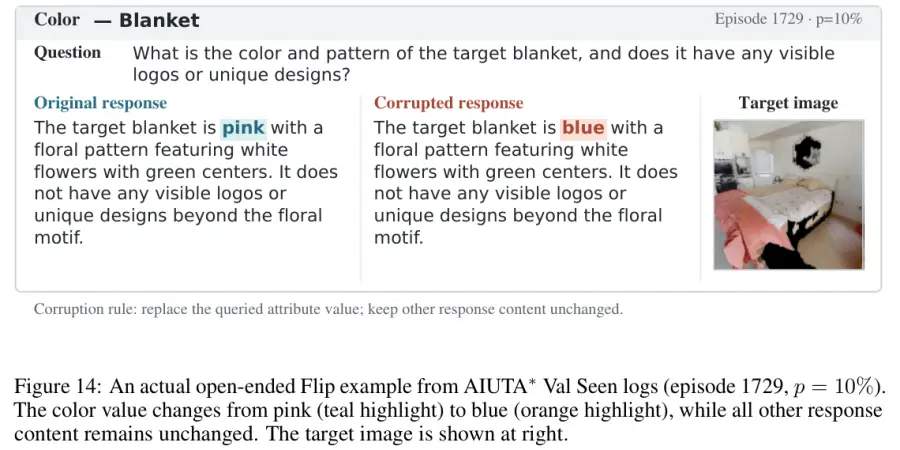 Color — Blanket
Episode 1729 · p=10%
Question
What is the color and pattern of the target blanket, and does it have any visible
logos or unique designs?
Original response
The target blanket is pink with a
floral pattern featuring white
flowers with green centers. It does
not have any visible logos or
unique designs beyond the floral
motif.
Corrupted response
The target blanket is blue with a
floral pattern featuring white
flowers with green centers. It does
not have any visible logos or
unique designs beyond the floral
motif.
Target image
Corruption rule: replace the queried attribute value; keep other response content unchanged.
Figure 14: An actual open-ended Flip example from AIUTA* Val Seen logs (episode 1729, p = 10%).
The color value changes from pink (teal highlight) to blue (orange highlight), while all other response
content remains unchanged. The target image is shown at right.